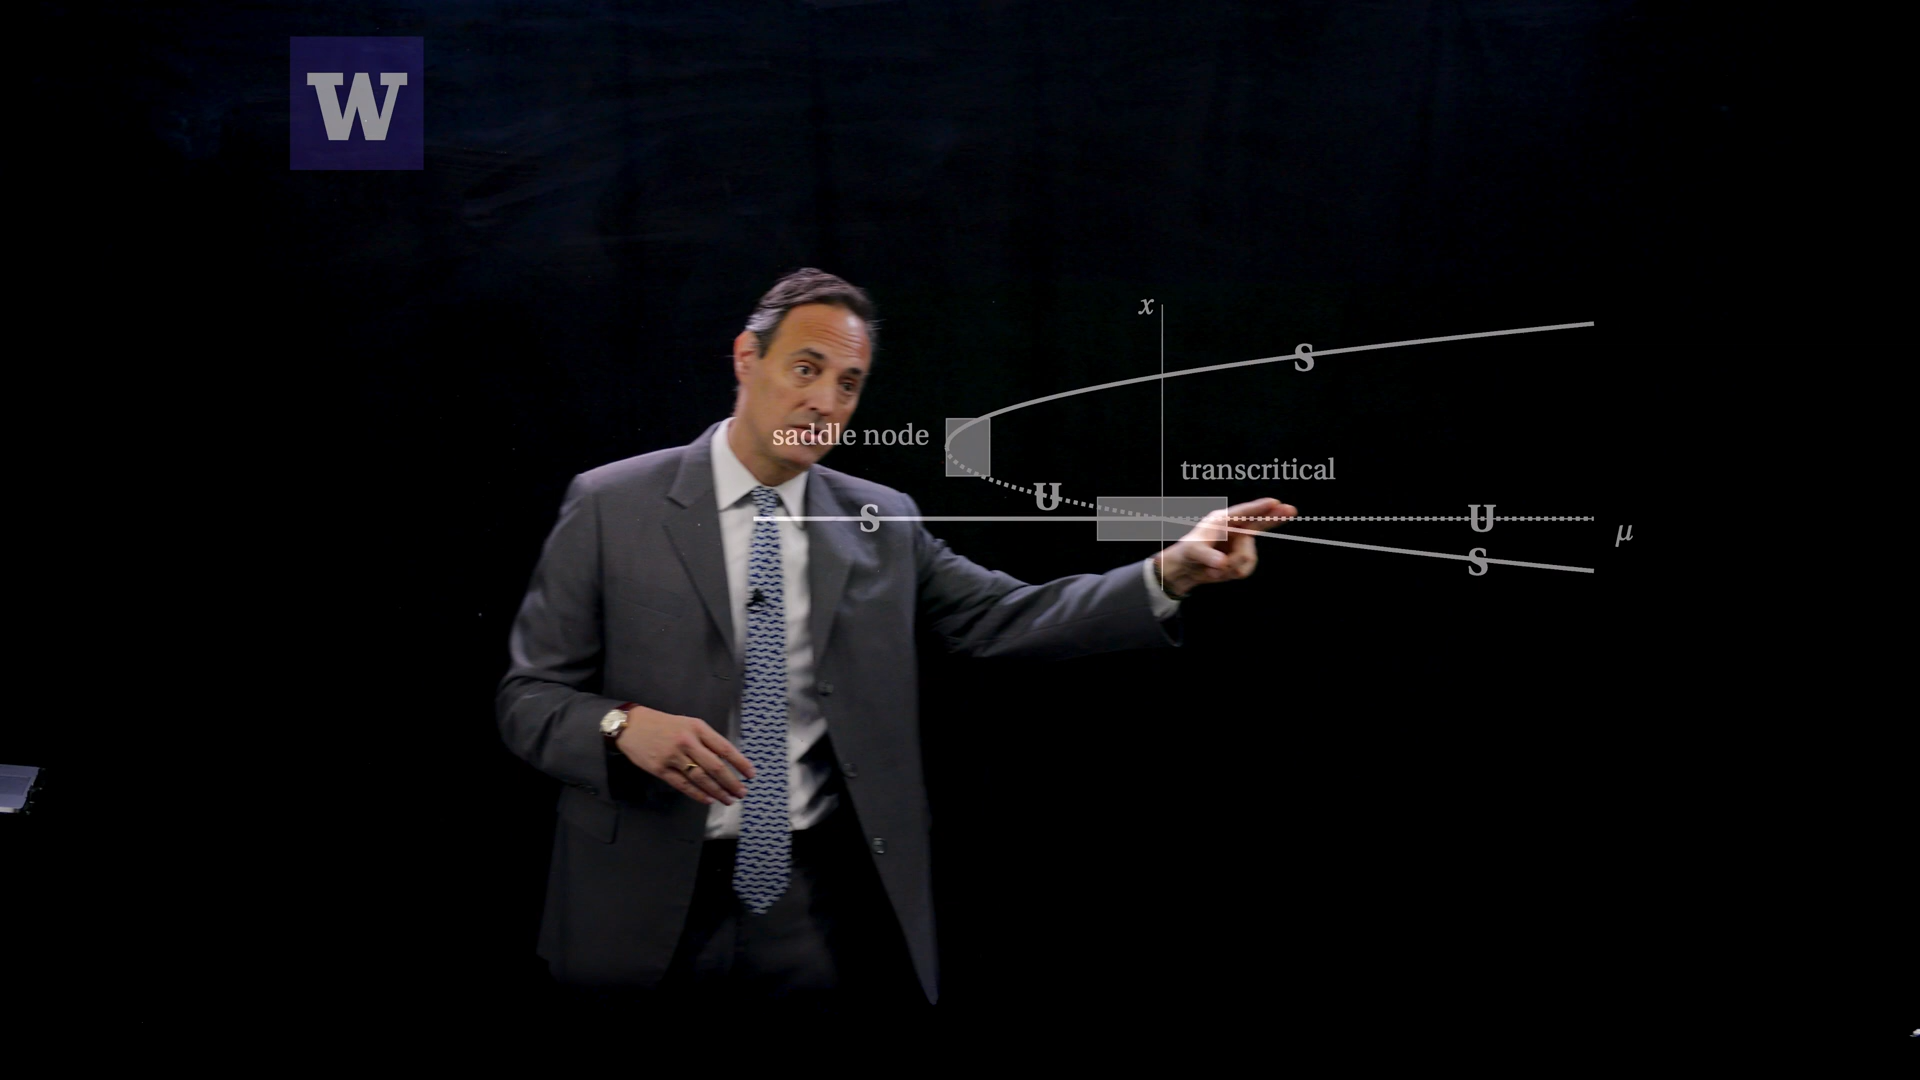 W
x
S
saddle node
transcritical
U
S
U
μ
S